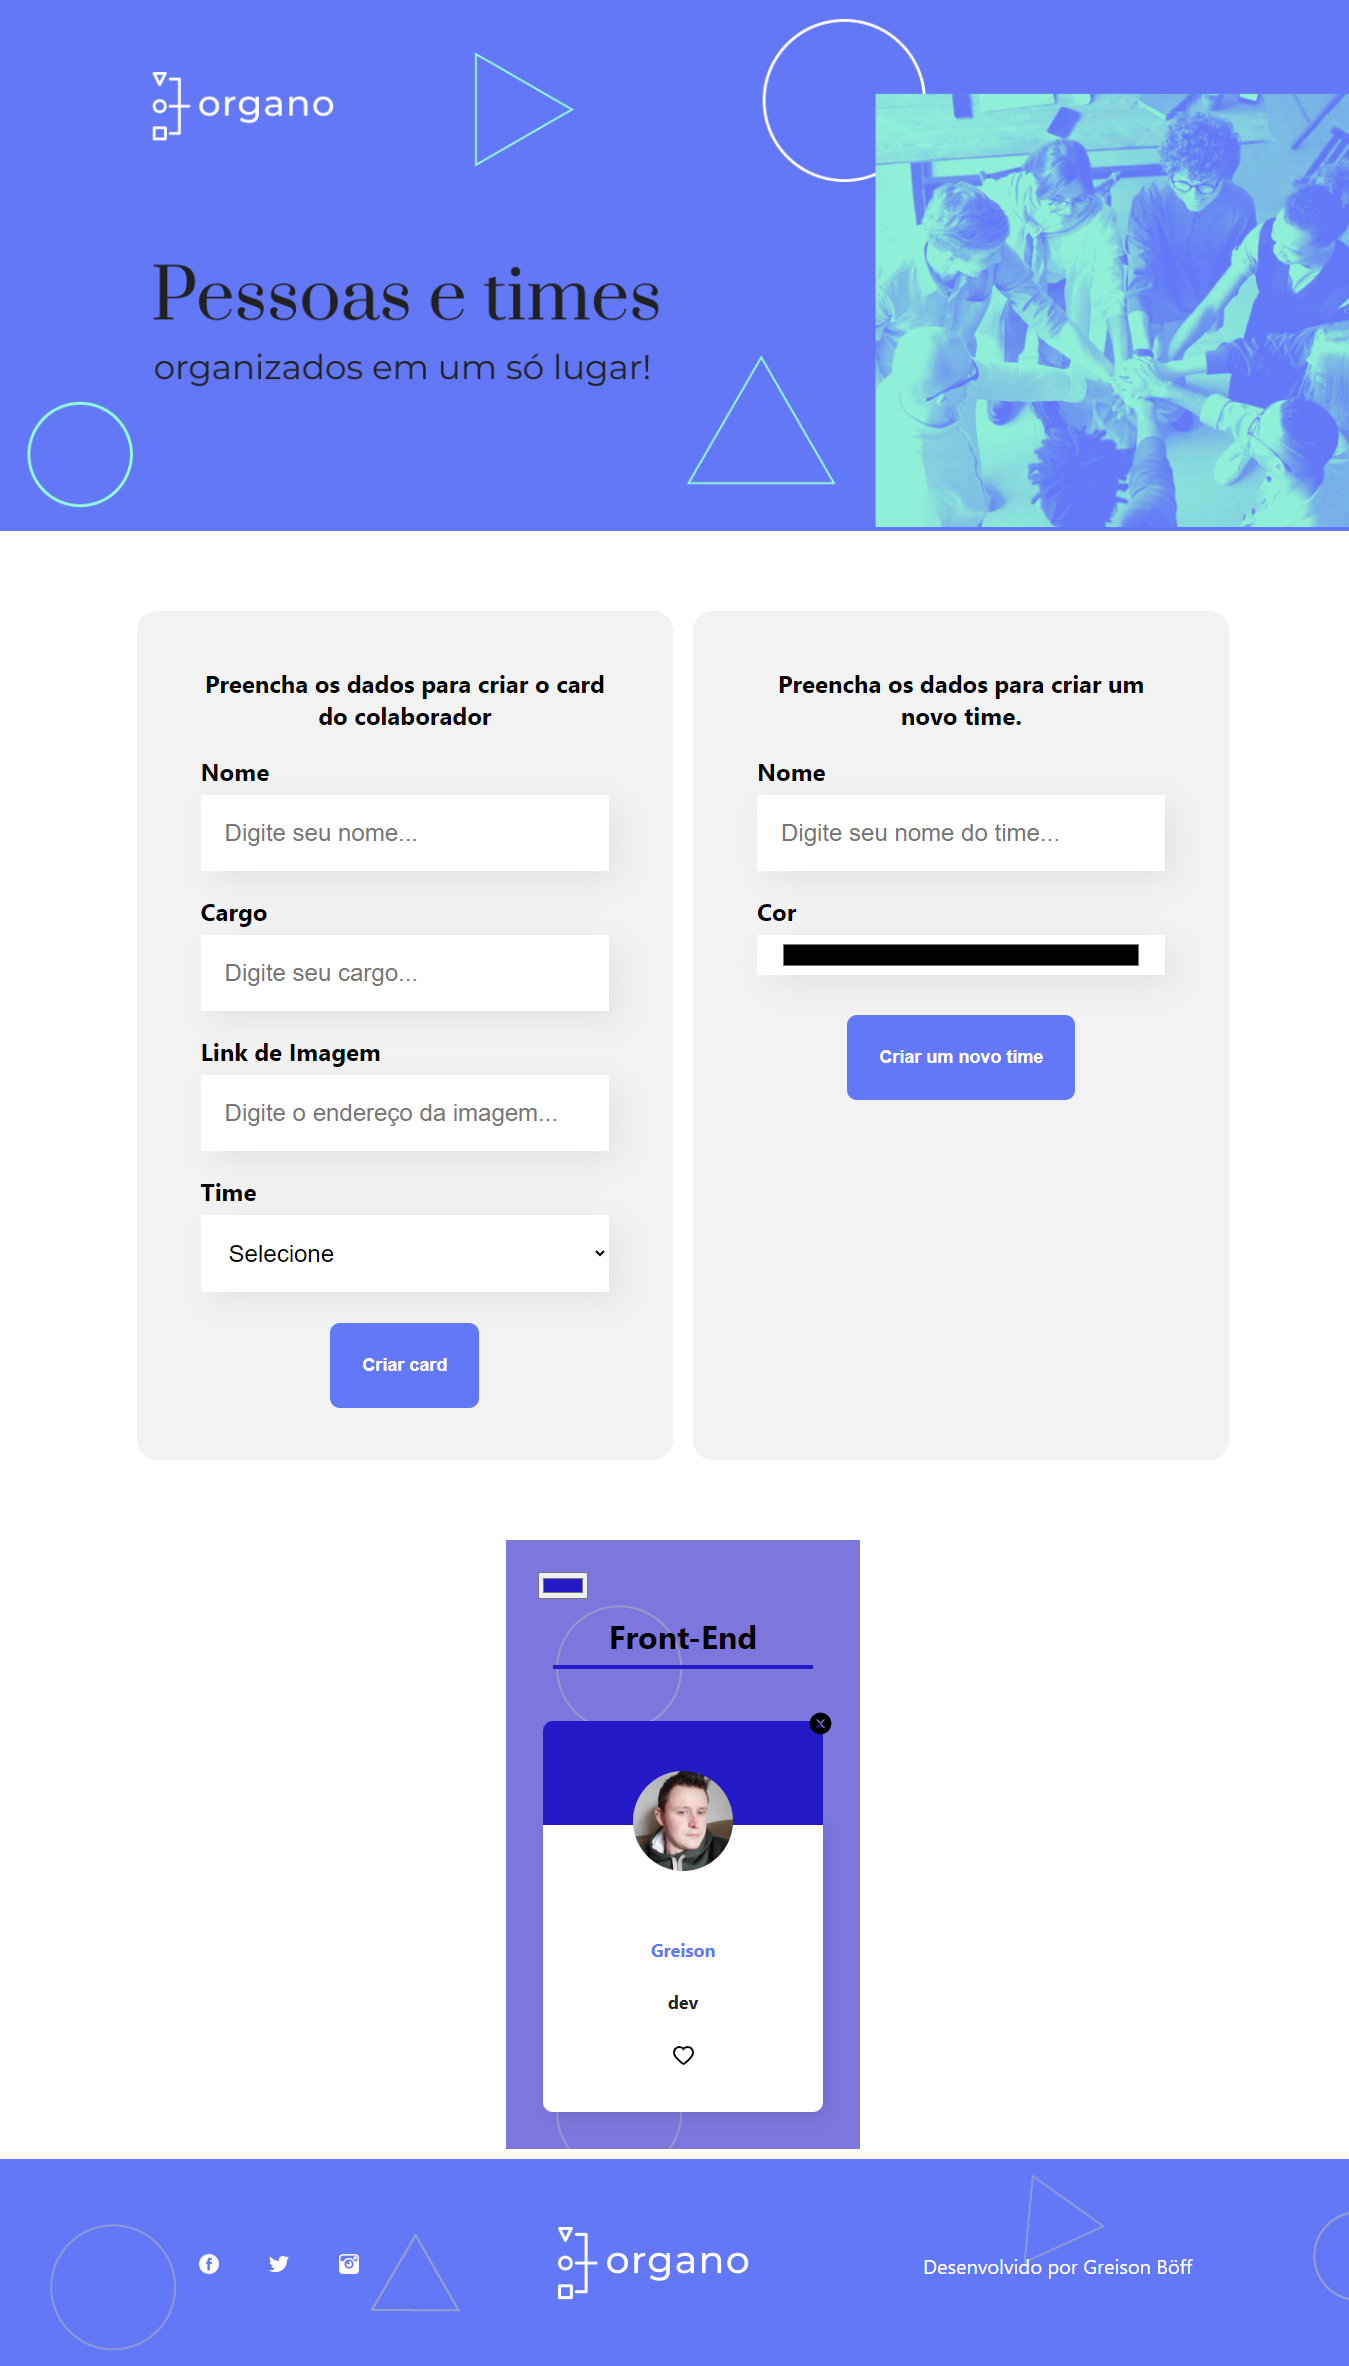 organo
Pessoas e times
organizados em um só lugar!
Preencha os dados para criar o card
do colaborador
Nome
Digite seu nome...
Cargo
Digite seu cargo...
Link de Imagem
Digite o endereço da imagem...
Time
Selecione
Criar card
Preencha os dados para criar um
novo time.
Nome
Digite seu nome do time...
Cor
Criar um novo time
Front-End
X
Greison
dev
organo
Desenvolvido por Greison Böff